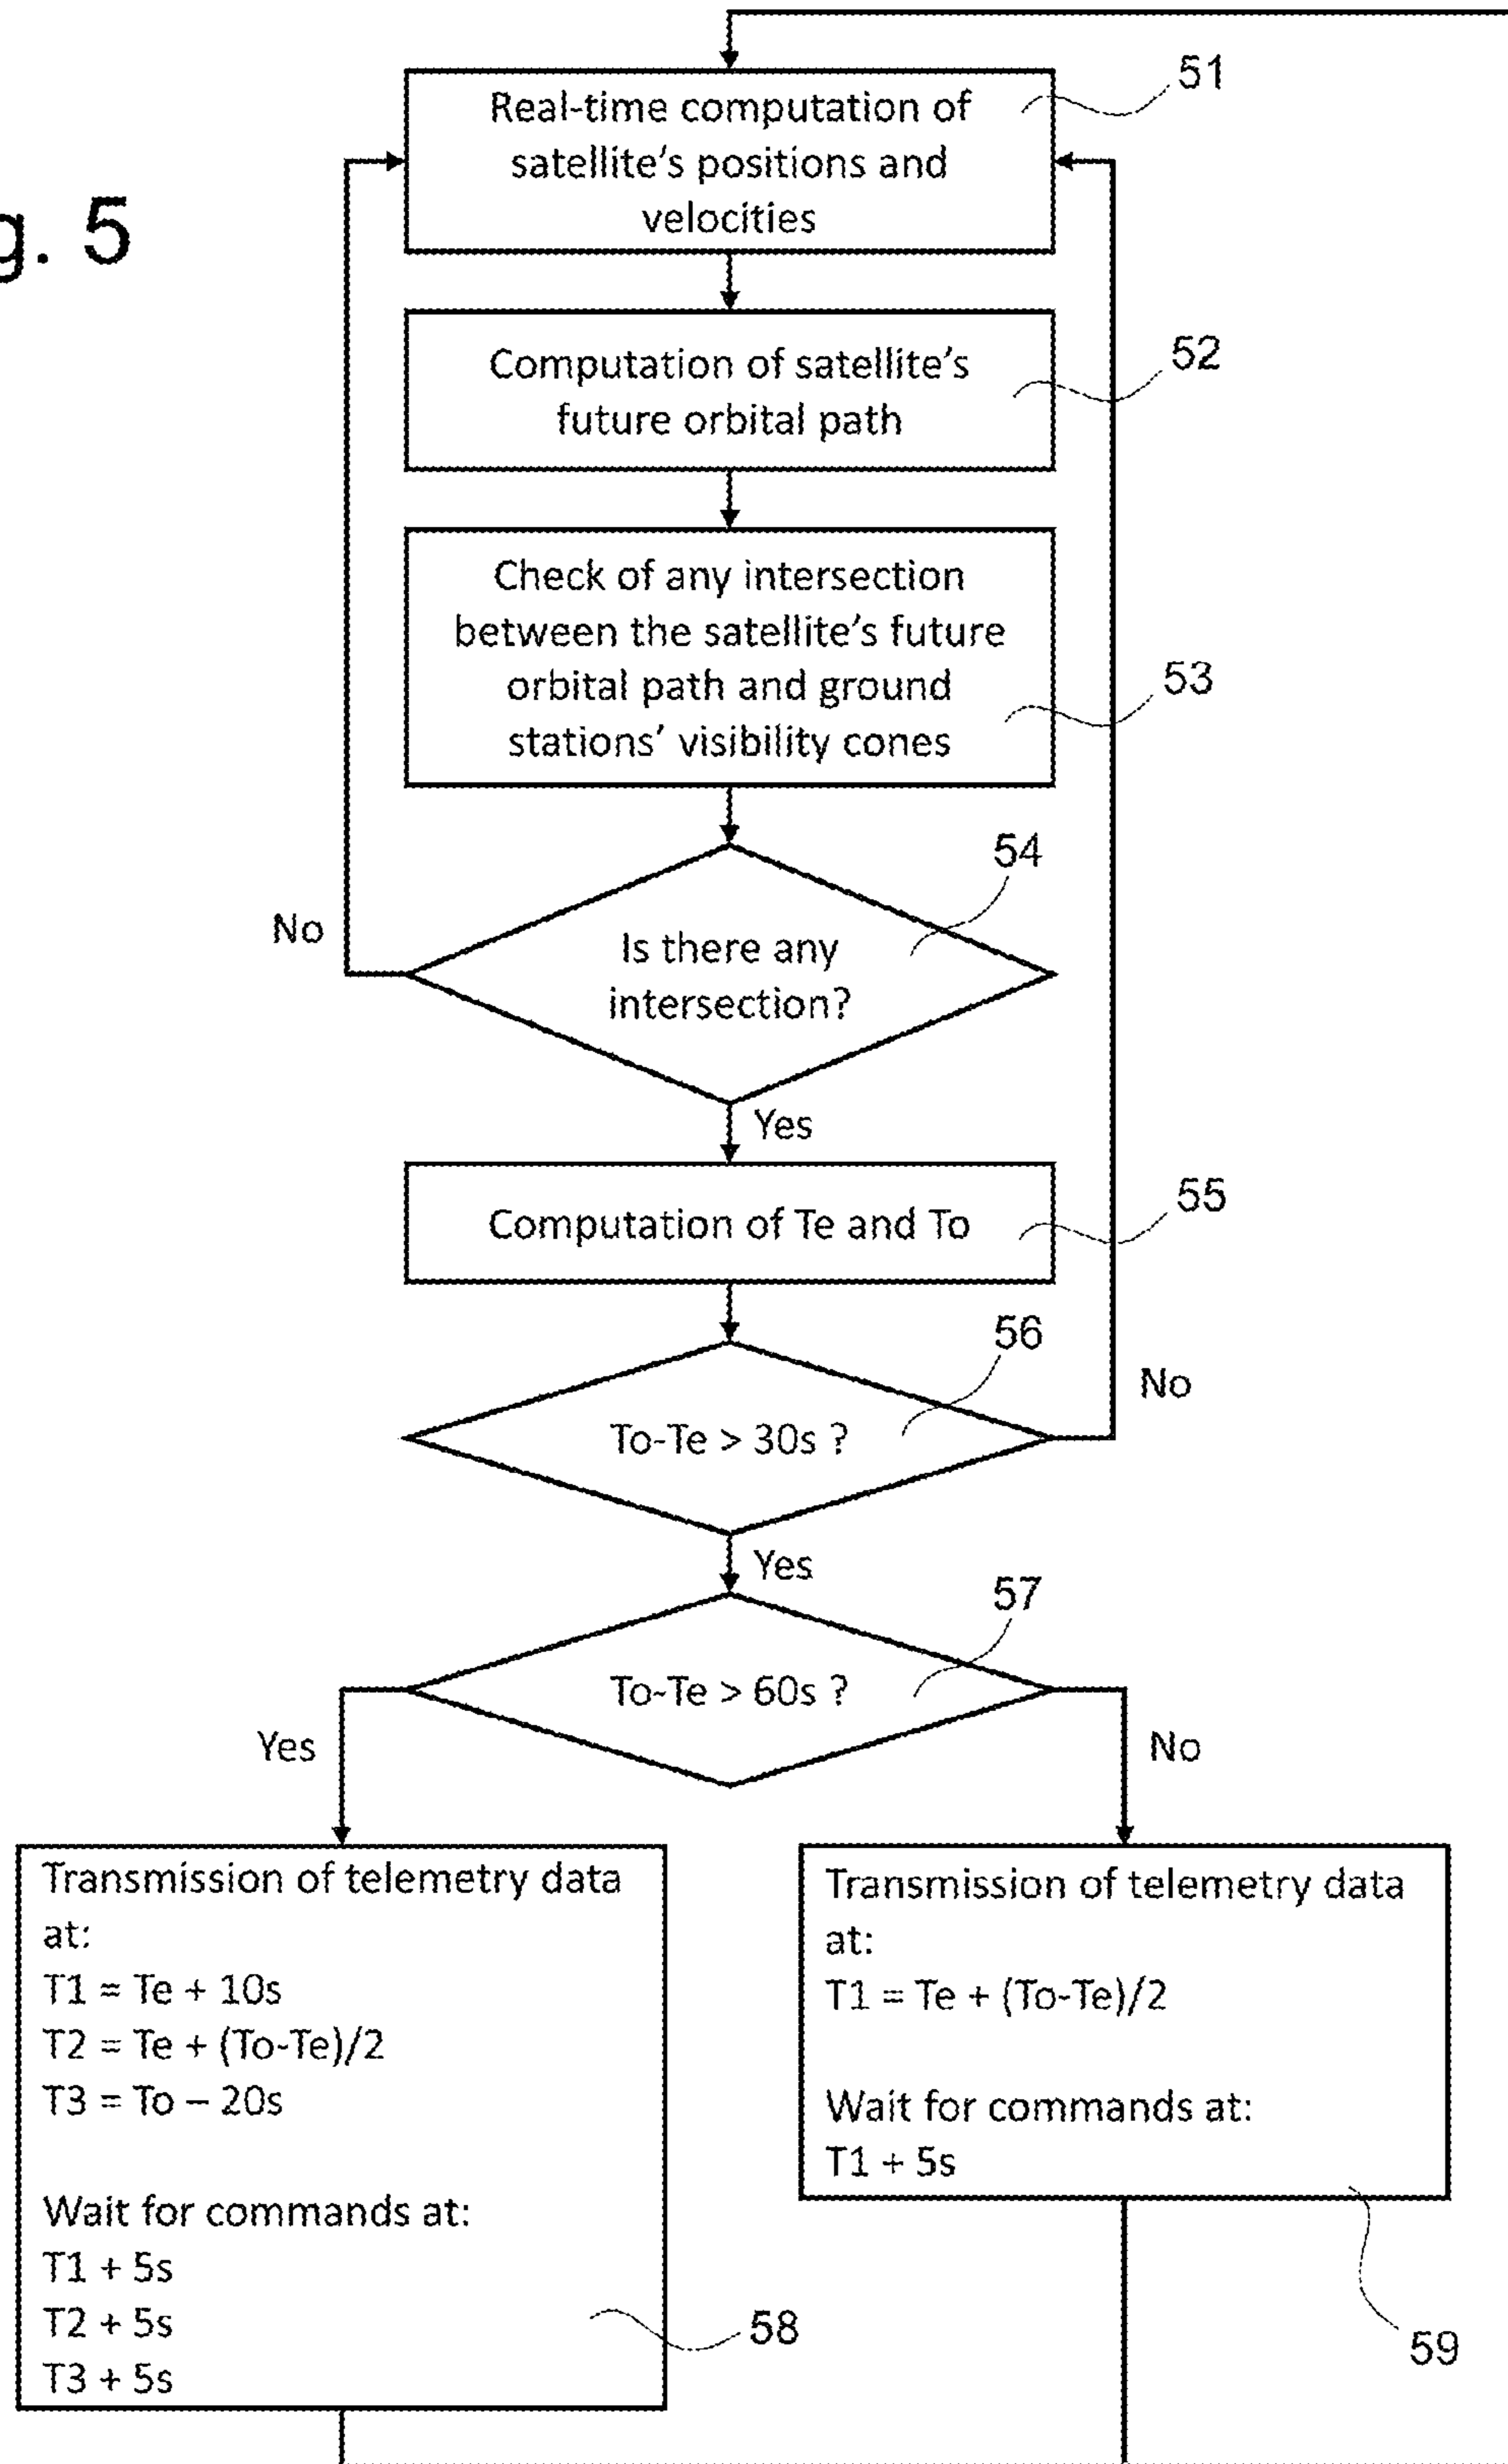 g. 5
51
Real-time computation of
satellite's positions and
velocities
52
Computation of satellite's
future orbital path
Check of any intersection
between the satellite's future
orbital path and ground
stations' visibility cones
53
54
No
Is there any
intersection?
Yes
55
Computation of Te and To
56
No
To-Te > 30s ?
Yes
57
To-Te > 60s ?
Yes
No
Transmission of telemetry data
at:
T1 = Te + 10s
T2 = Te + (To-Te)/2
T3 = To – 20s
Wait for commands at:
T1 + 5s
T2 + 5s
T3 + 5s
58
Transmission of telemetry data
at:
T1 = Te + (To-Te)/2
Wait for commands at:
T1 + 5s
59